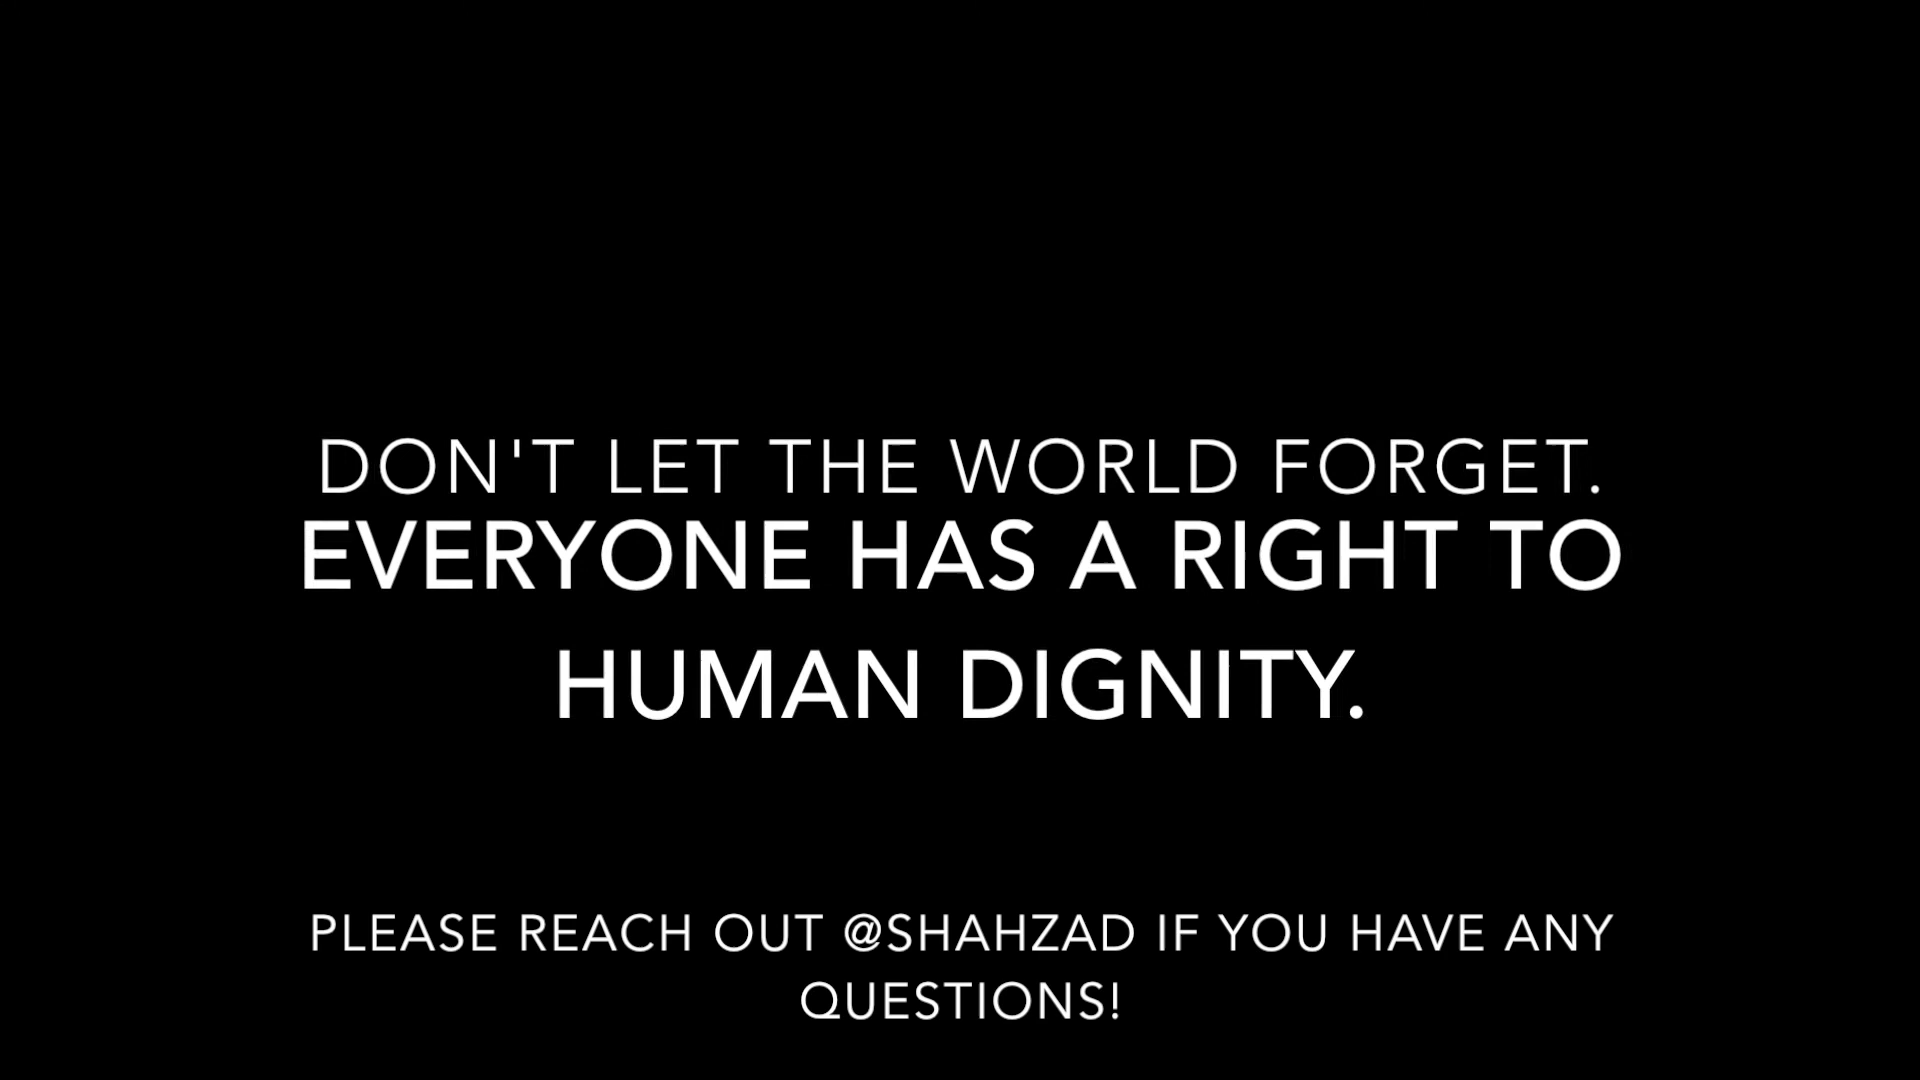 DON'T LET THE WORLD FORGET.
EVERYONE HAS A RIGHT TO
HUMAN DIGNITY.
PLEASE REACH OUT @SHAHZAD IF YOU HAVE ANY
QUESTIONS!